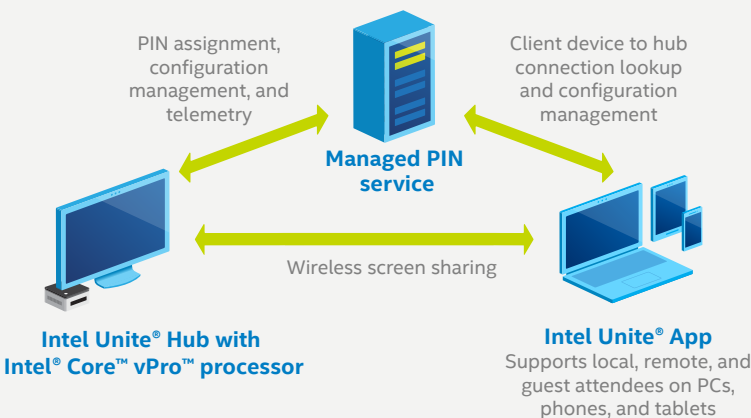 PIN assignment,
configuration
management, and
telemetry
Client device to hub
connection lookup
and configuration
management
Managed PIN
service
Wireless screen sharing
Intel Unite® Hub with
Intel® Core™ vPro™ processor
Intel Unite® App
Supports local, remote, and
guest attendees on PCs,
phones, and tablets